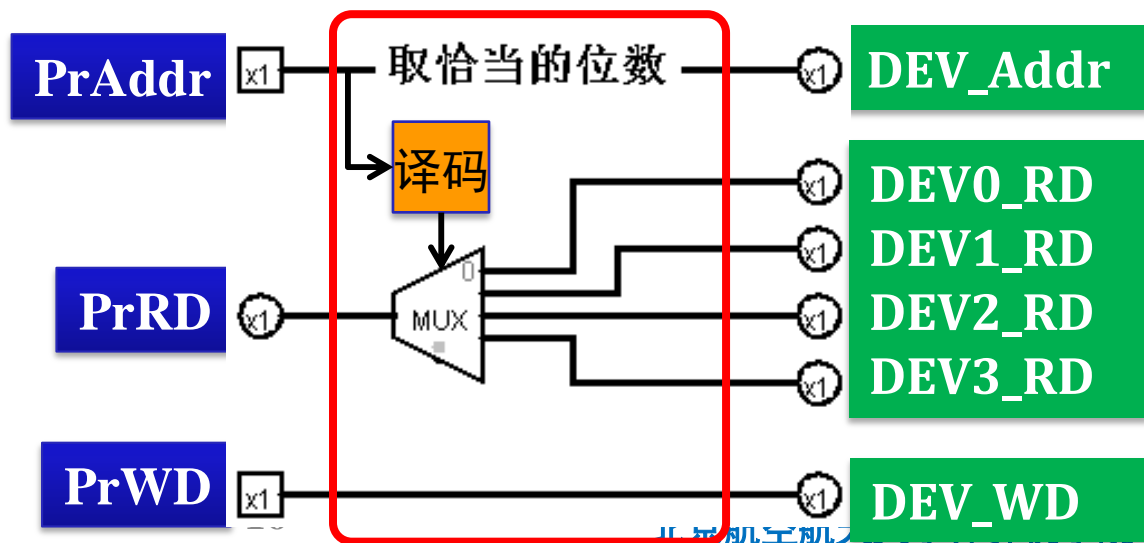 PrAddr x1 取恰当的位数 x1 DEV_Addr
译码
x1 DEV0_RD
0
x1 DEV1_RD
PrRD x1 MUX x1 DEV2_RD
x1 DEV3_RD
PrWD x1 x1 DEV_WD